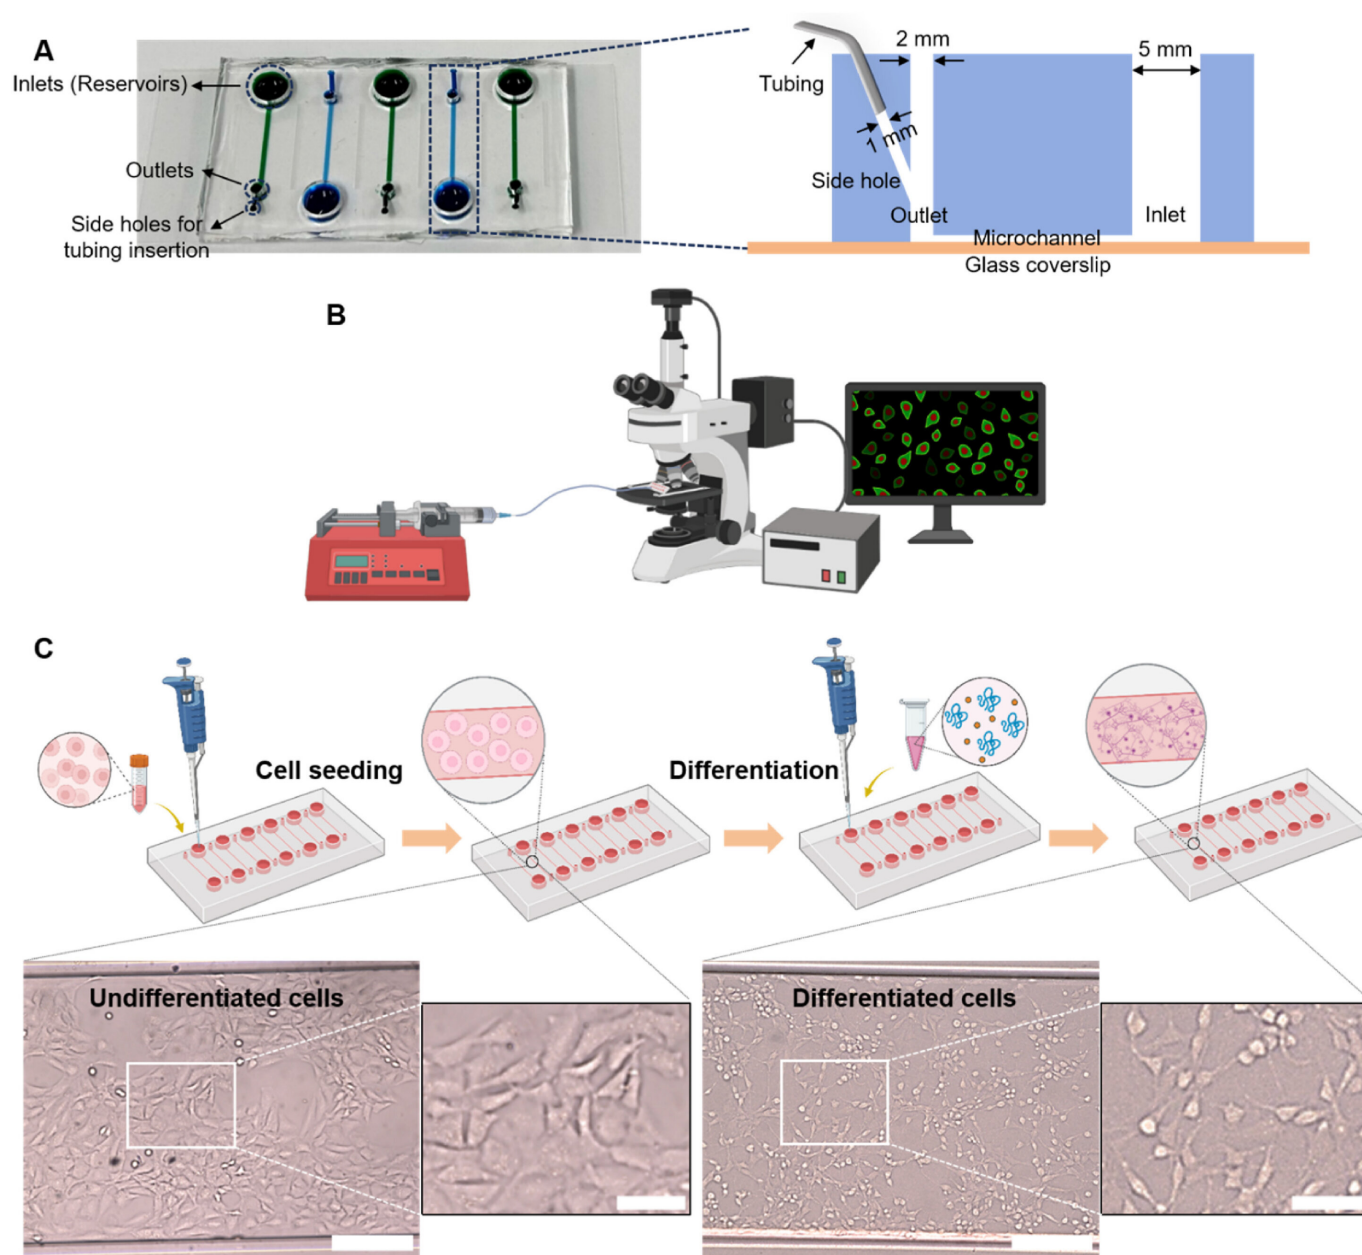 A
Inlets (Reservoirs)
Outlets
Side holes for
tubing insertion
Tubing
2 mm
5 mm
1 mm
Side hole
Outlet
Inlet
Microchannel
Glass coverslip
B
C
Cell seeding
Differentiation
Undifferentiated cells
Differentiated cells